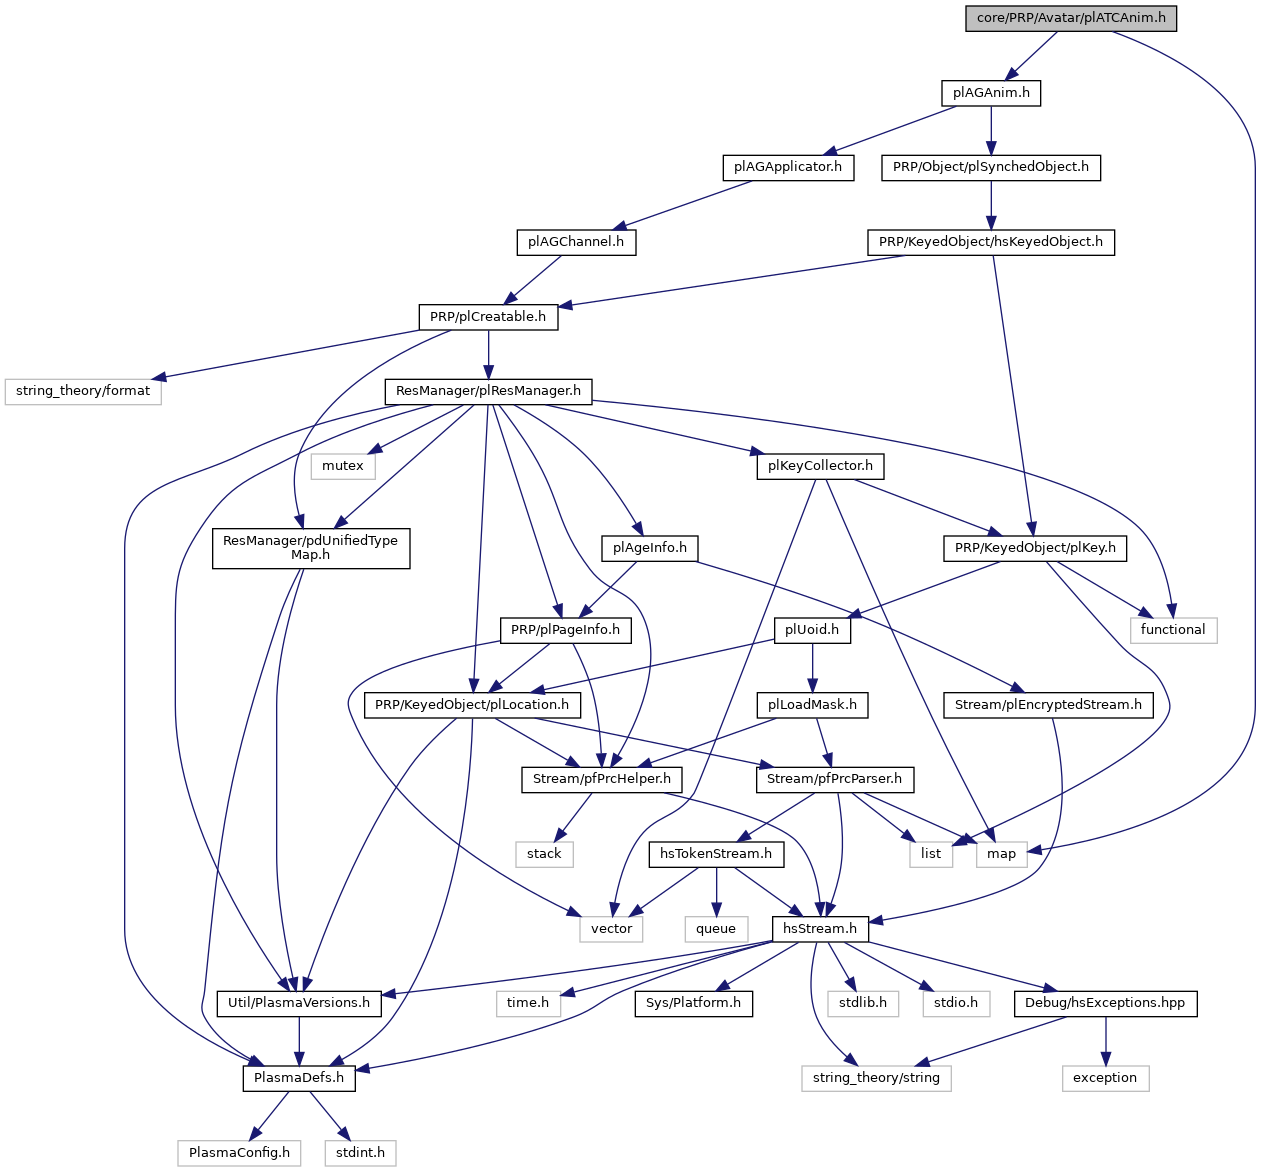 core/PRP/Avatar/plATCAnim.h
plAGAnim.h
plAGApplicator.h
PRP/Object/plSynchedObject.h
plAGChannel.h
PRP/KeyedObject/hsKeyedObject.h
PRP/plCreatable.h
string_theory/format
ResManager/plResManager.h
mutex
plKeyCollector.h
ResManager/pdUnifiedType
Map.h
plAgeInfo.h
PRP/KeyedObject/plKey.h
PRP/plPageInfo.h
plUoid.h
functional
PRP/KeyedObject/plLocation.h
plLoadMask.h
Stream/plEncryptedStream.h
Stream/pfPrcHelper.h
Stream/pfPrcParser.h
stack
hsTokenStream.h
list
map
vector
queue
hsStream.h
Util/PlasmaVersions.h
time.h
Sys/Platform.h
stdlib.h
stdio.h
Debug/hsExceptions.hpp
PlasmaDefs.h
string_theory/string
exception
PlasmaConfig.h
stdint.h